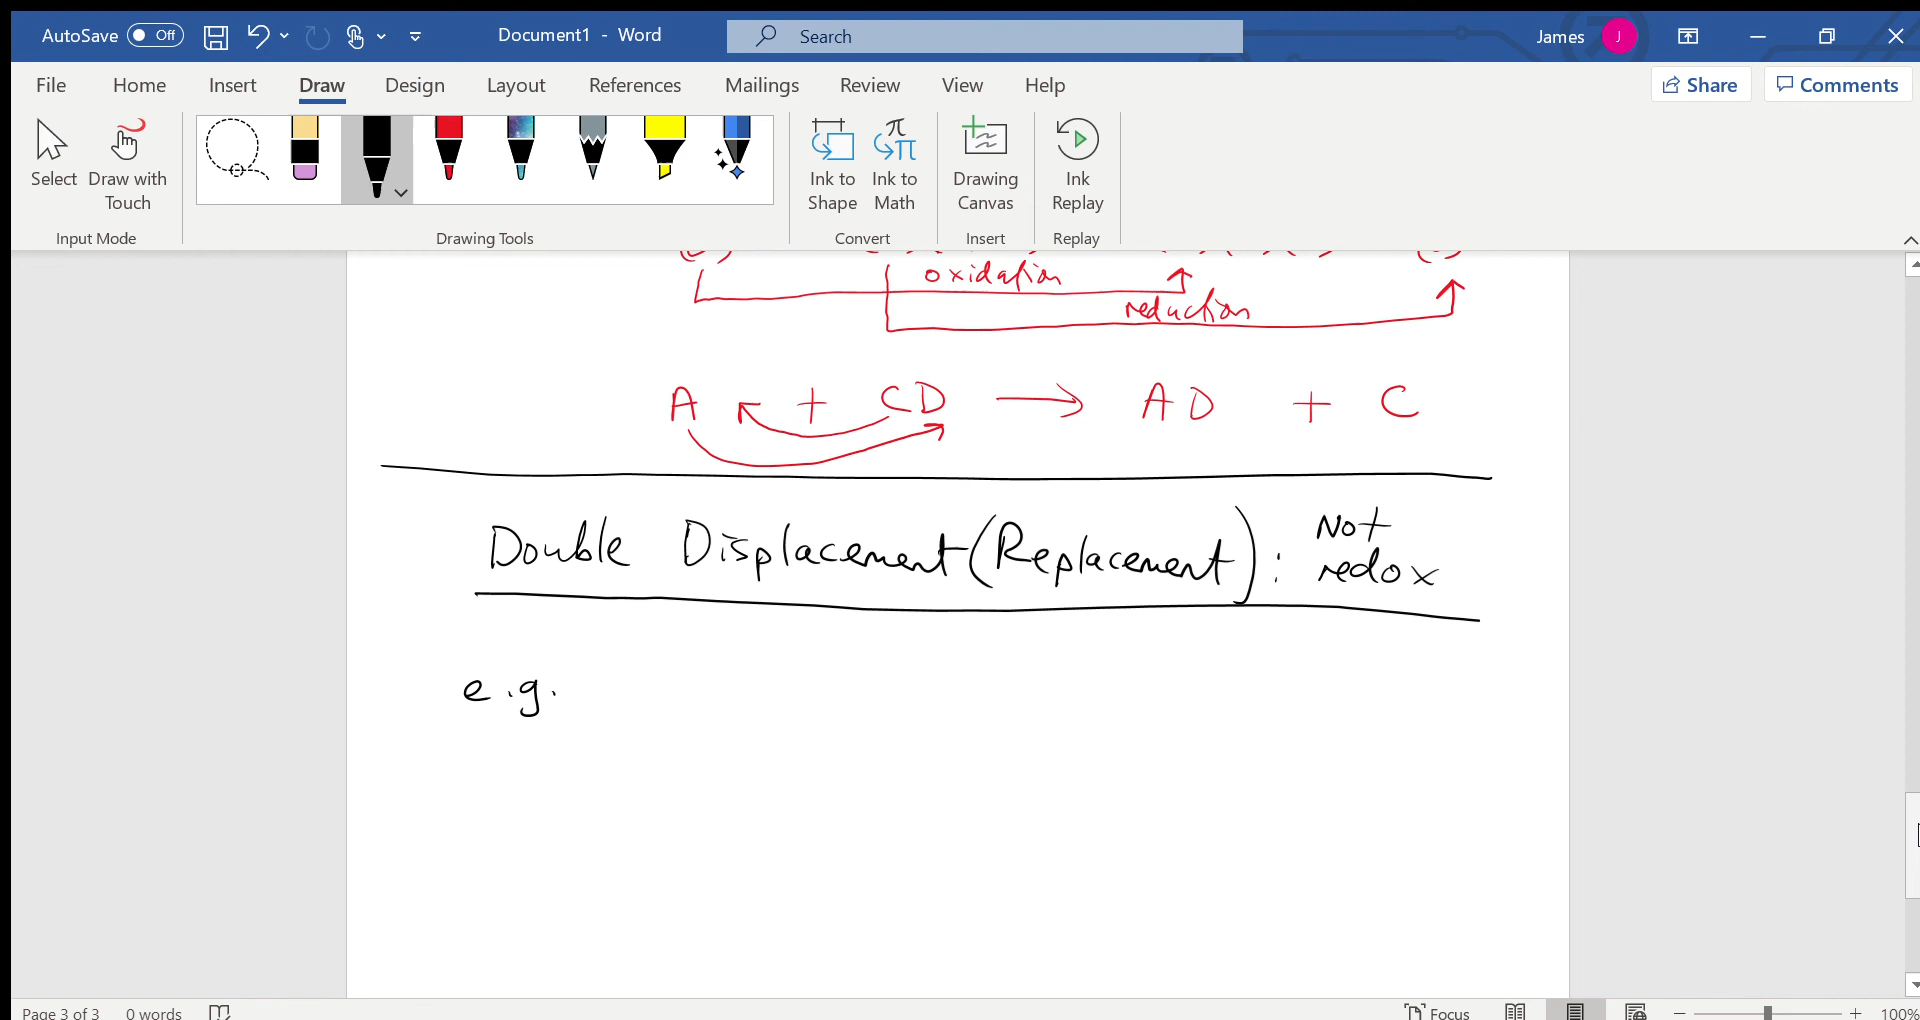 AutoSave Off Document1 - Word Search James J
File Home Insert Draw Design Layout References Mailings Review View Help Share Comments
Select Draw with Touch Ink to Shape Ink to Math Drawing Canvas Ink Replay
Input Mode Drawing Tools Convert Insert Replay
oxidation
reduction
A + CD → AD + C
Double Displacement (Replacement) : Not redox
e.g.
Page 3 of 3 0 words Focus 100%